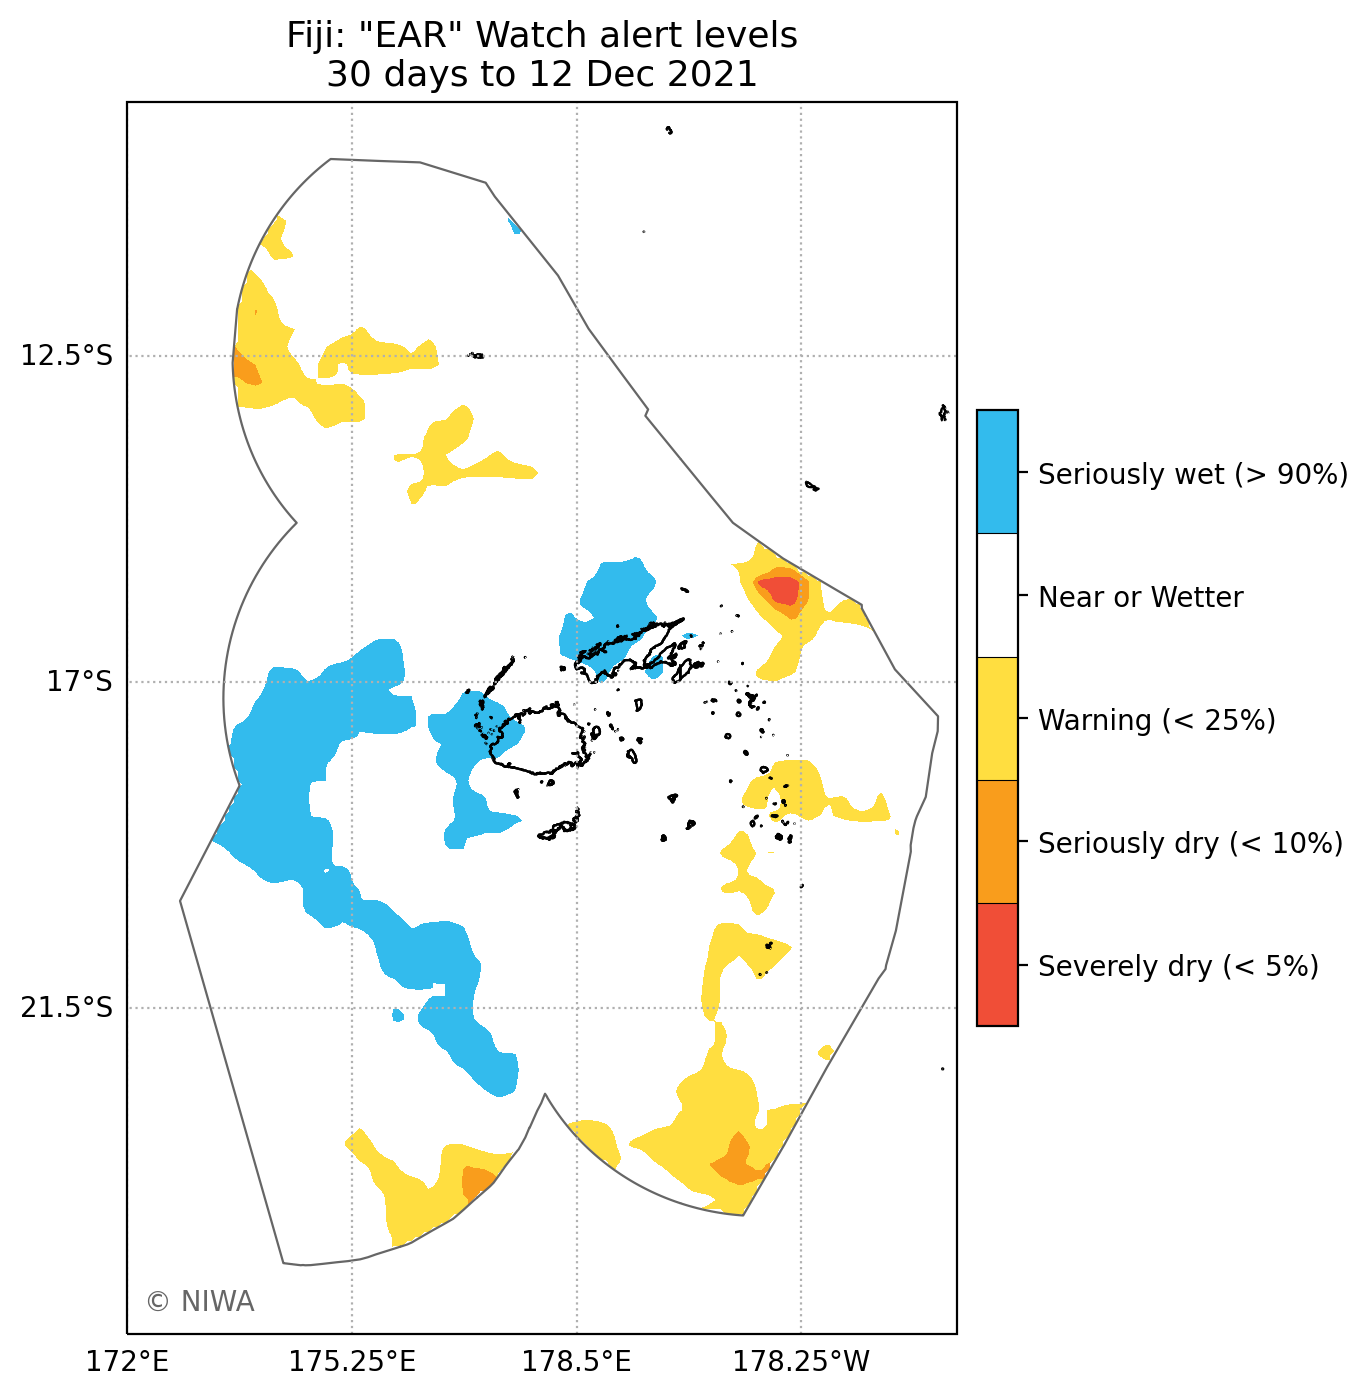 Fiji: "EAR" Watch alert levels
30 days to 12 Dec 2021
12.5°S
17°S
21.5°S
172°E
175.25°E
178.5°E
178.25°W
Seriously wet (> 90%)
Near or Wetter
Warning (< 25%)
Seriously dry (< 10%)
Severely dry (< 5%)
© NIWA